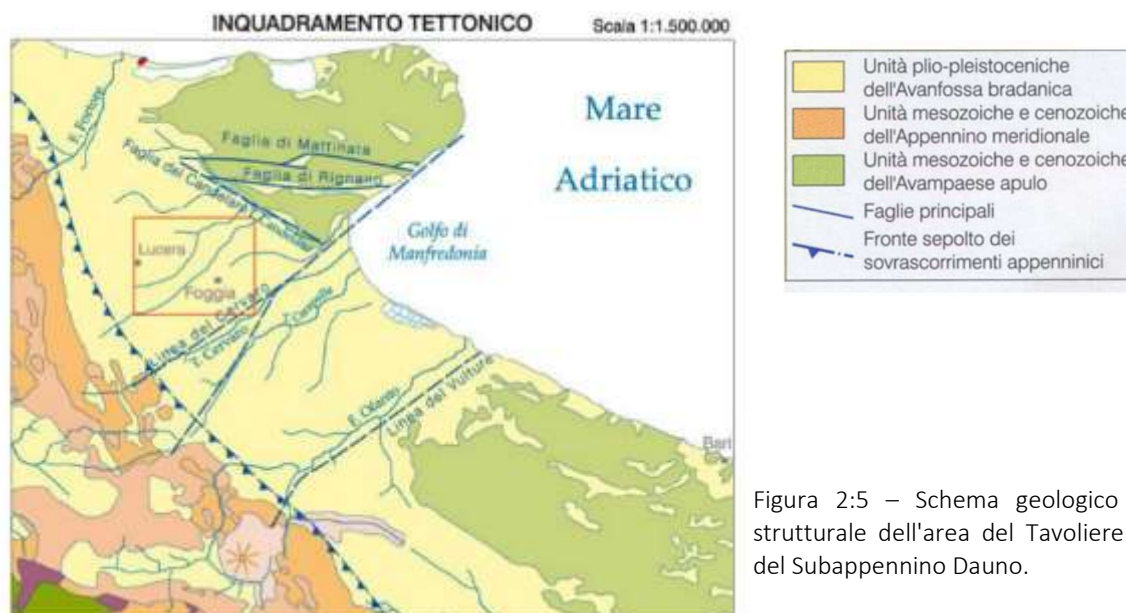 INQUADRAMENTO TETTONICO
Scala 1:1.500.000
Mare
Adriatico
F. Fortore
Faglia di Mattinata
Faglia di Rignano
Faglia del Candelaro
T. Candelaro
Golfo di
Manfredonia
Lucera
Foggia
Linea del Cervaro
T. Cervaro
T. Carapelle
F. Ofanto
Linea del Vulture
Bari
Unità plio-pleistoceniche
dell'Avanfossa bradanica
Unità mesozoiche e cenozoiche
dell'Appennino meridionale
Unità mesozoiche e cenozoiche
dell'Avampaese apulo
Faglie principali
Fronte sepolto dei
sovrascorrimenti appenninici
Figura 2:5 – Schema geologico
strutturale dell'area del Tavoliere
del Subappennino Dauno.